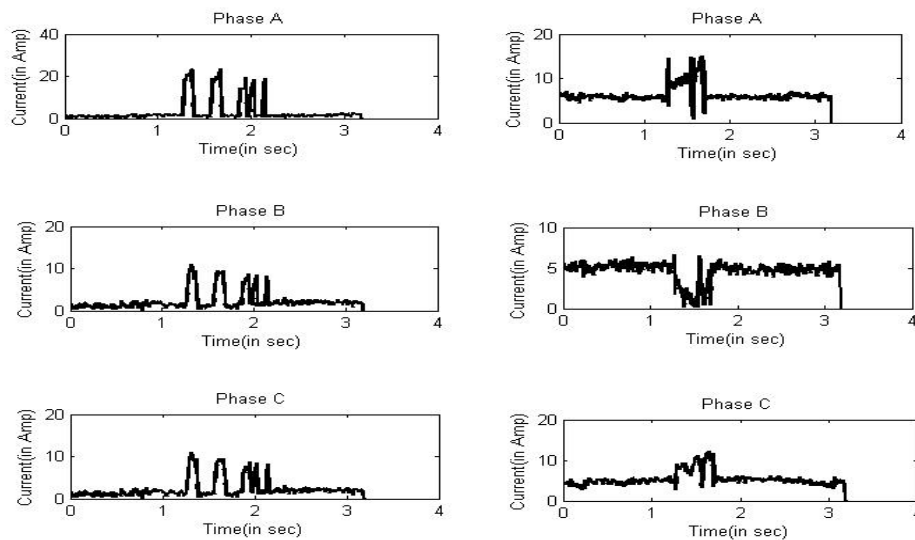 Phase A
Current(in Amp)
40
20
0
0 1 2 3 4
Time(in sec)
Phase A
Current(in Amp)
20
10
0
0 1 2 3 4
Time(in sec)
Phase B
Current(in Amp)
20
10
0
0 1 2 3 4
Time(in sec)
Phase B
Current(in Amp)
10
5
0
0 1 2 3 4
Time(in sec)
Phase C
Current(in Amp)
20
10
0
0 1 2 3 4
Time(in sec)
Phase C
Current(in Amp)
20
10
0
0 1 2 3 4
Time(in sec)